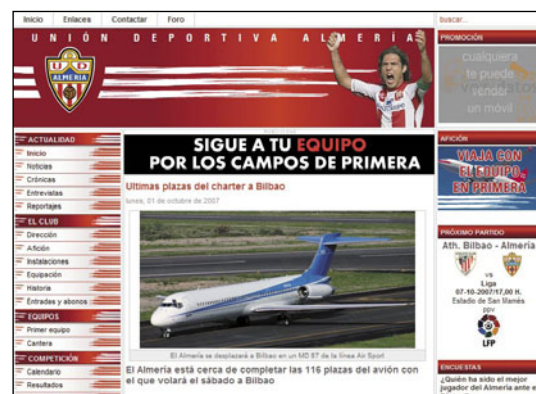 Inicio Enlaces Contactar Foro
buscar...
UNIÓN DEPORTIVA ALMERÍA
U D
ALMERIA
PROMOCIÓN
cualquiera
te puede
vender
un móvil
ACTUALIDAD
Inicio
Noticias
Crónicas
Entrevistas
Reportajes
EL CLUB
Dirección
Afición
Instalaciones
Equipación
Historia
Entradas y abonos
EQUIPOS
Primer equipo
Cantera
COMPETICIÓN
Calendario
Resultados
SIGUE A TU EQUIPO
POR LOS CAMPOS DE PRIMERA
Ultimas plazas del charter a Bilbao
lunes, 01 de octubre de 2007
El Almería se desplazará a Bilbao en un MD 87 de la línea Air Sport
El Almería está cerca de completar las 116 plazas del avión con
el que volará el sábado a Bilbao
AFICIÓN
VIAJA CON
EL EQUIPO
EN PRIMERA
PRÓXIMO PARTIDO
Ath. Bilbao - Almería
vs
Liga
07-10-2007/17,00 H.
Estadio de San Mamés
PPV
LFP
ENCUESTAS
¿Quién ha sido el mejor
jugador del Almería ante e